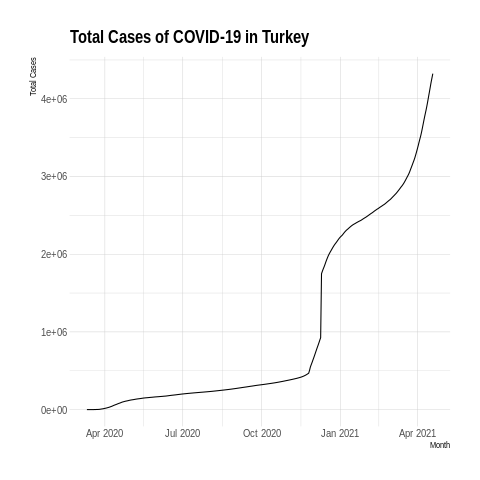 Total Cases of COVID-19 in Turkey
Total Cases
4e+06
3e+06
2e+06
1e+06
0e+00
Apr 2020 Jul 2020 Oct 2020 Jan 2021 Apr 2021
Month